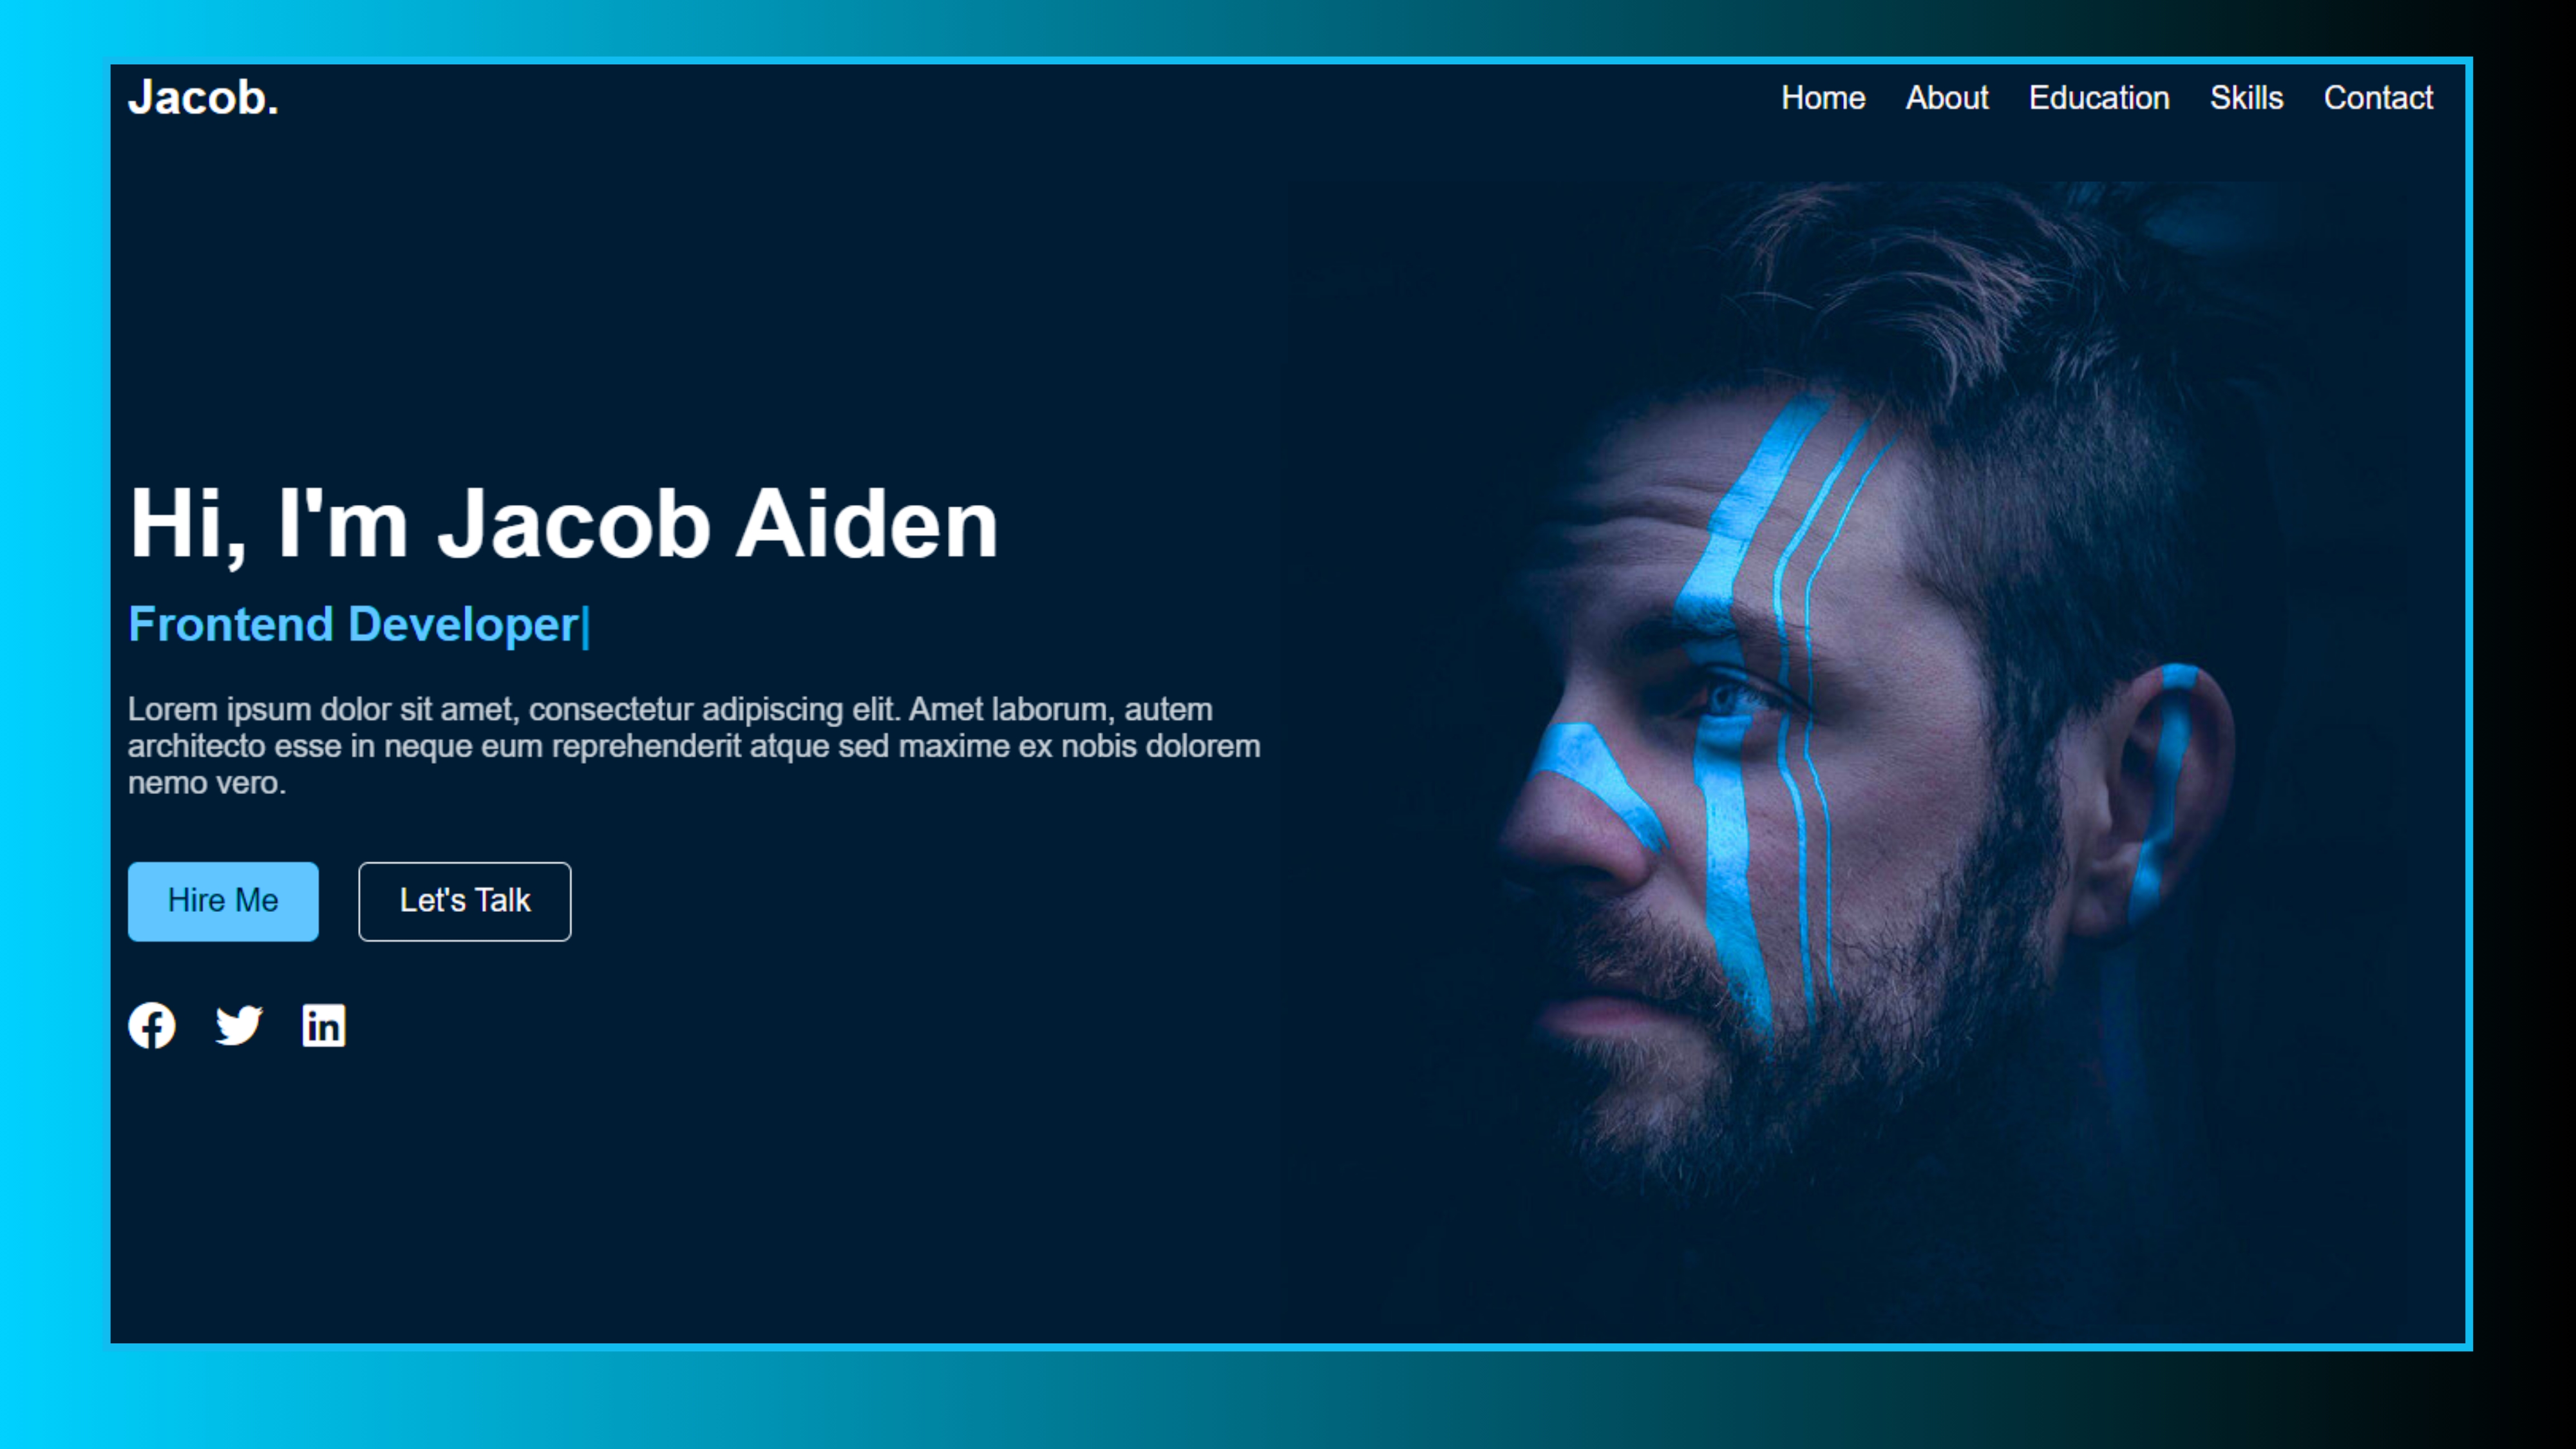 Jacob.
Home About Education Skills Contact
Hi, I'm Jacob Aiden
Frontend Developer|
Lorem ipsum dolor sit amet, consectetur adipiscing elit. Amet laborum, autem
architecto esse in neque eum reprehenderit atque sed maxime ex nobis dolorem
nemo vero.
Hire Me Let's Talk
in